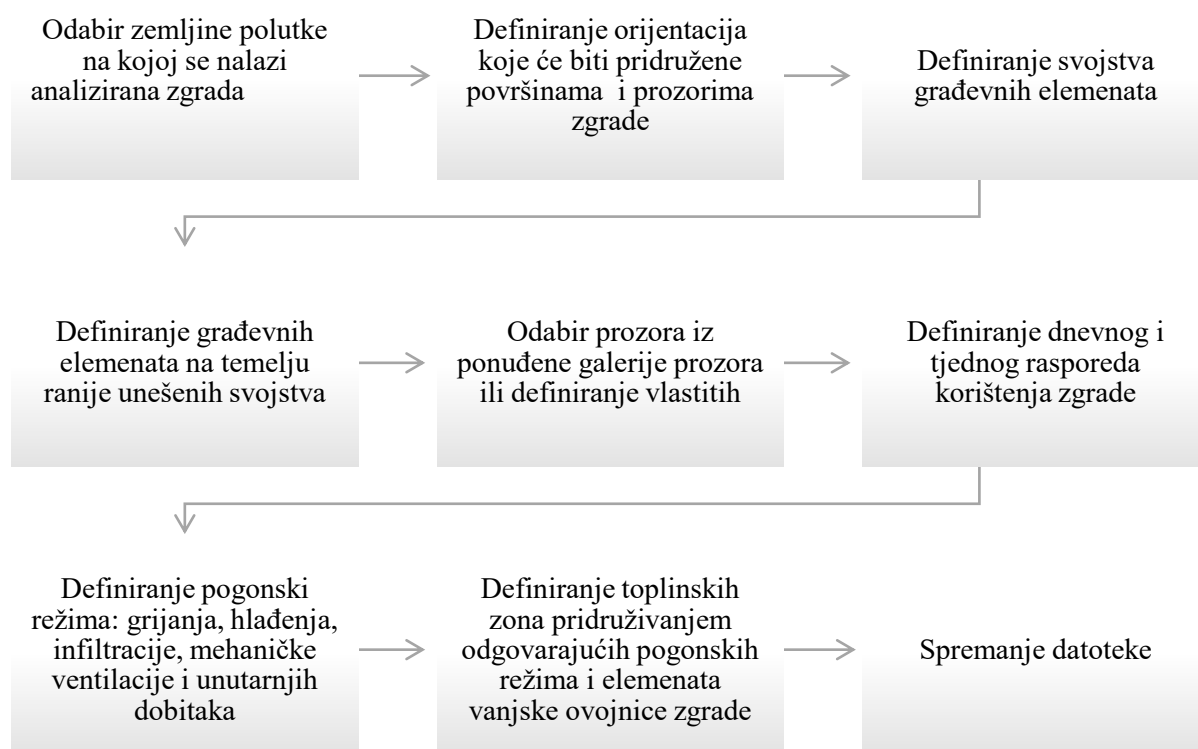 Odabir zemljine polutke
na kojoj se nalazi
analizirana zgrada
Definiranje orijentacija
koje će biti pridružene
površinama i prozorima
zgrade
Definiranje svojstva
građevnih elemenata
Definiranje građevnih
elemenata na temelju
ranije unešenih svojstva
Odabir prozora iz
ponuđene galerije prozora
ili definiranje vlastitih
Definiranje dnevnog i
tjednog rasporeda
korištenja zgrade
Definiranje pogonski
režima: grijanja, hlađenja,
infiltracije, mehaničke
ventilacije i unutarnjih
dobitaka
Definiranje toplinskih
zona pridruživanjem
odgovarajućih pogonskih
režima i elemenata
vanjske ovojnice zgrade
Spremanje datoteke